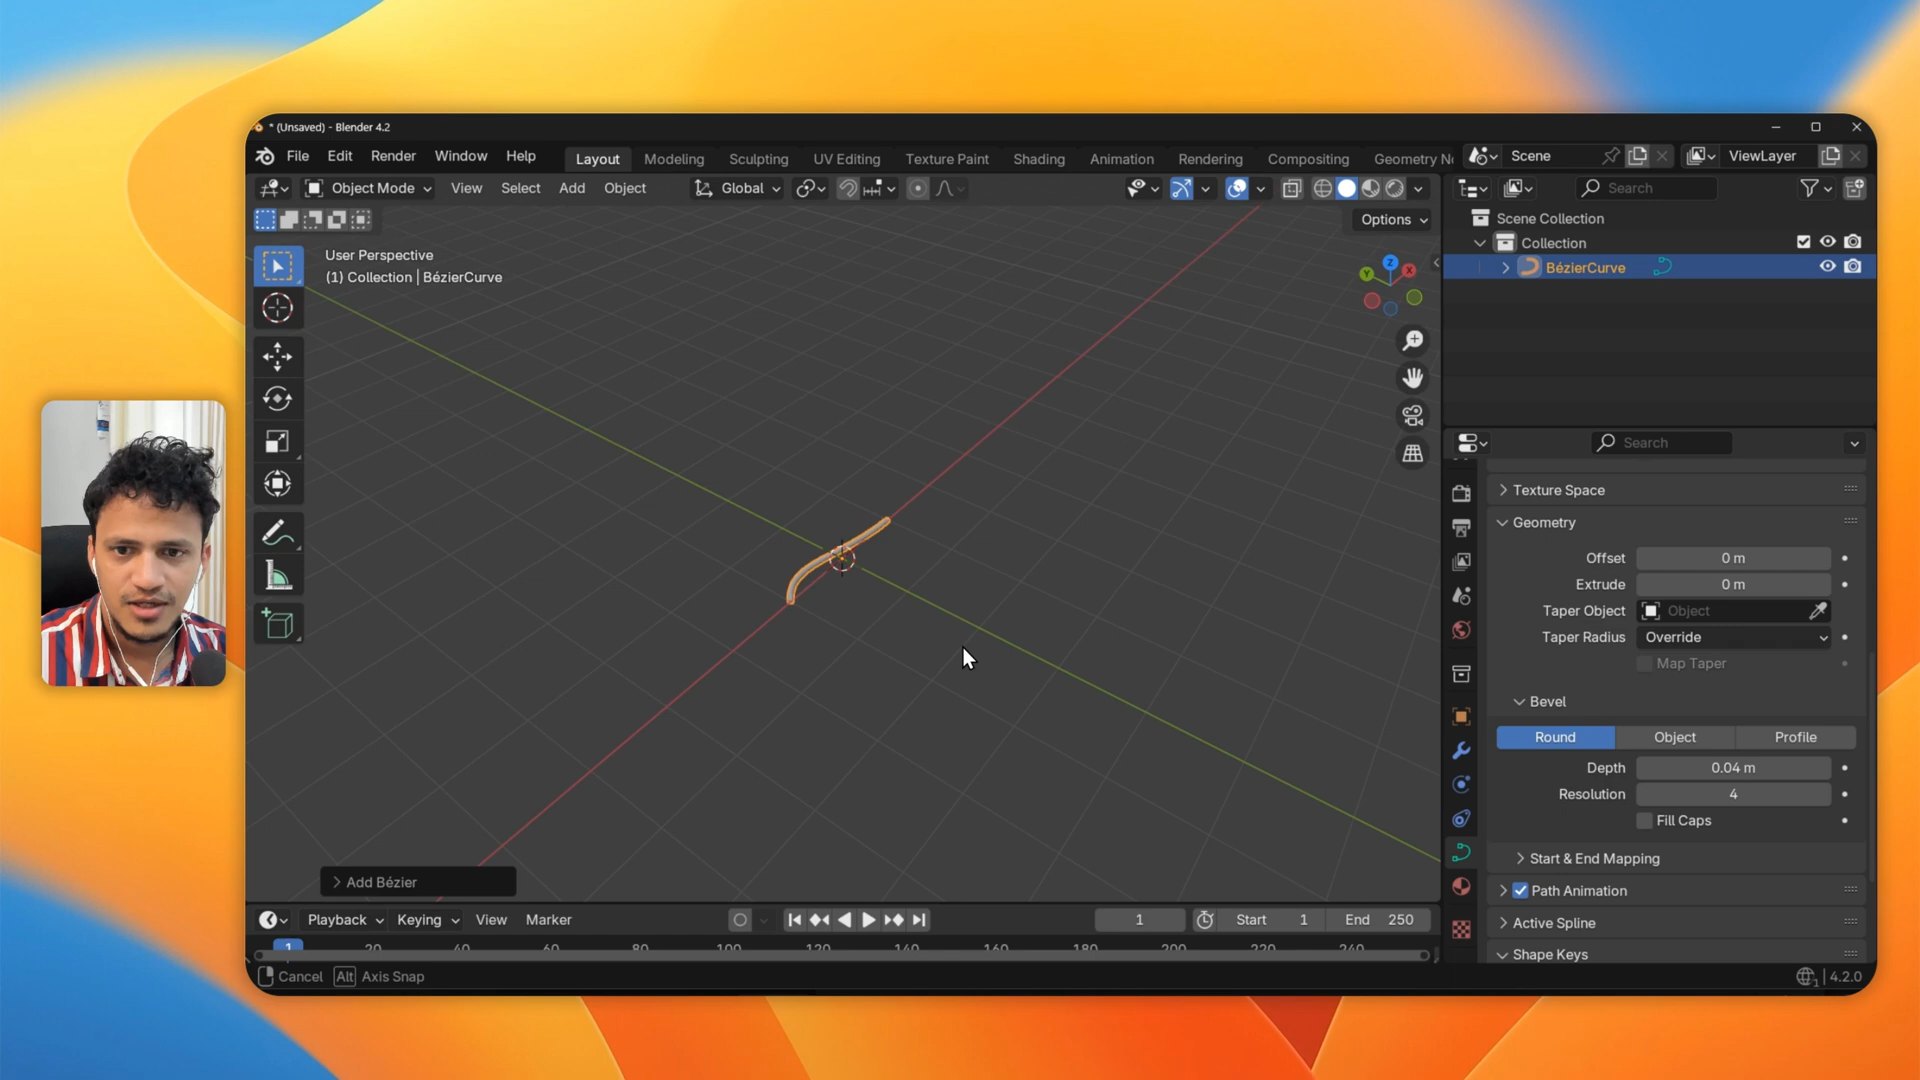 * (Unsaved) - Blender 4.2
File Edit Render Window Help Layout Modeling Sculpting UV Editing Texture Paint Shading Animation Rendering Compositing Geometry N Scene ViewLayer
Object Mode View Select Add Object Global Search
Options
User Perspective
(1) Collection | BézierCurve
Z
Y
X
Scene Collection
Collection
BézierCurve
Search
Texture Space
Geometry
Offset 0 m
Extrude 0 m
Taper Object Object
Taper Radius Override
Map Taper
Bevel
Round Object Profile
Depth 0.04 m
Resolution 4
Fill Caps
Start & End Mapping
Path Animation
Active Spline
Shape Keys
Add Bézier
Playback Keying View Marker 1 Start 1 End 250
1 20 40 60 80 100 120 140 160 180 200 220 240
Cancel Alt Axis Snap 4.2.0